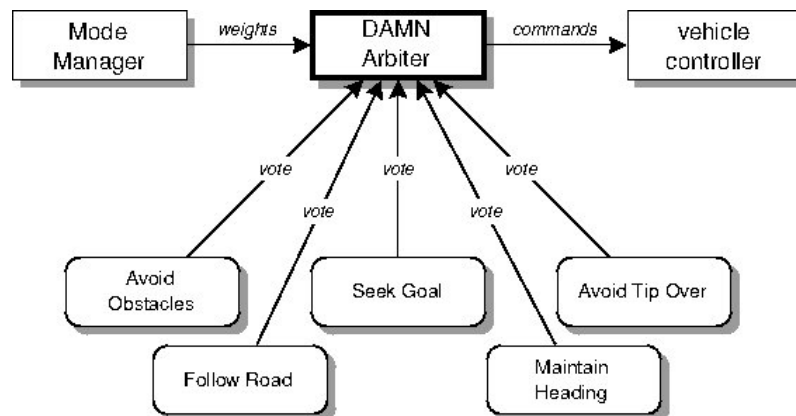 Mode
Manager
weights
DAMN
Arbiter
commands
vehicle
controller
vote
vote
vote
vote
vote
Avoid
Obstacles
Seek Goal
Avoid Tip Over
Follow Road
Maintain
Heading